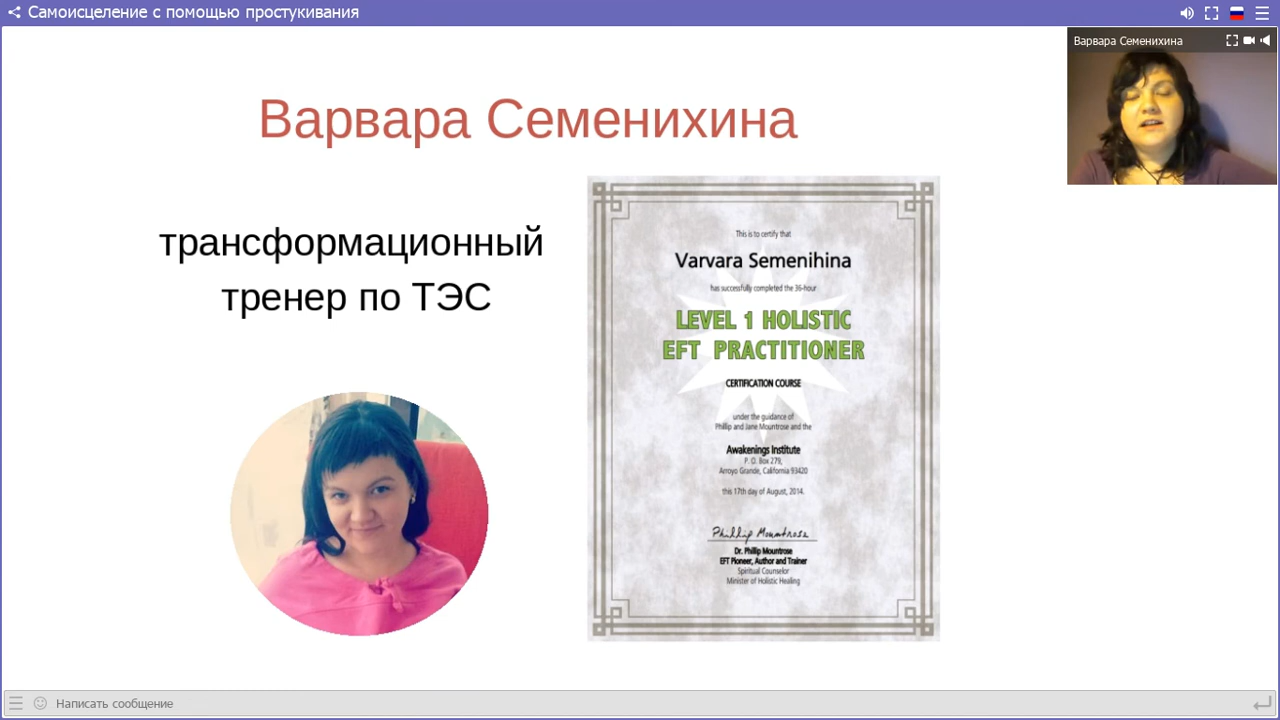 Самоисцеление с помощью простукивания
Варвара Семенихина
Варвара Семенихина
трансформационный
тренер по ТЭС
This is to certify that
Varvara Semenihina
has successfully completed the 36-hour
LEVEL 1 HOLISTIC
EFT PRACTITIONER
CERTIFICATION COURSE
under the guidance of
Phillip and Jane Mountrose and the
Awakenings Institute
P. O. Box 279,
Arroyo Grande, California 93420
this 17th day of August, 2014.
Phillip Mountrose
Dr. Phillip Mountrose
EFT Pioneer, Author and Trainer
Spiritual Counselor
Minister of Holistic Healing
Написать сообщение